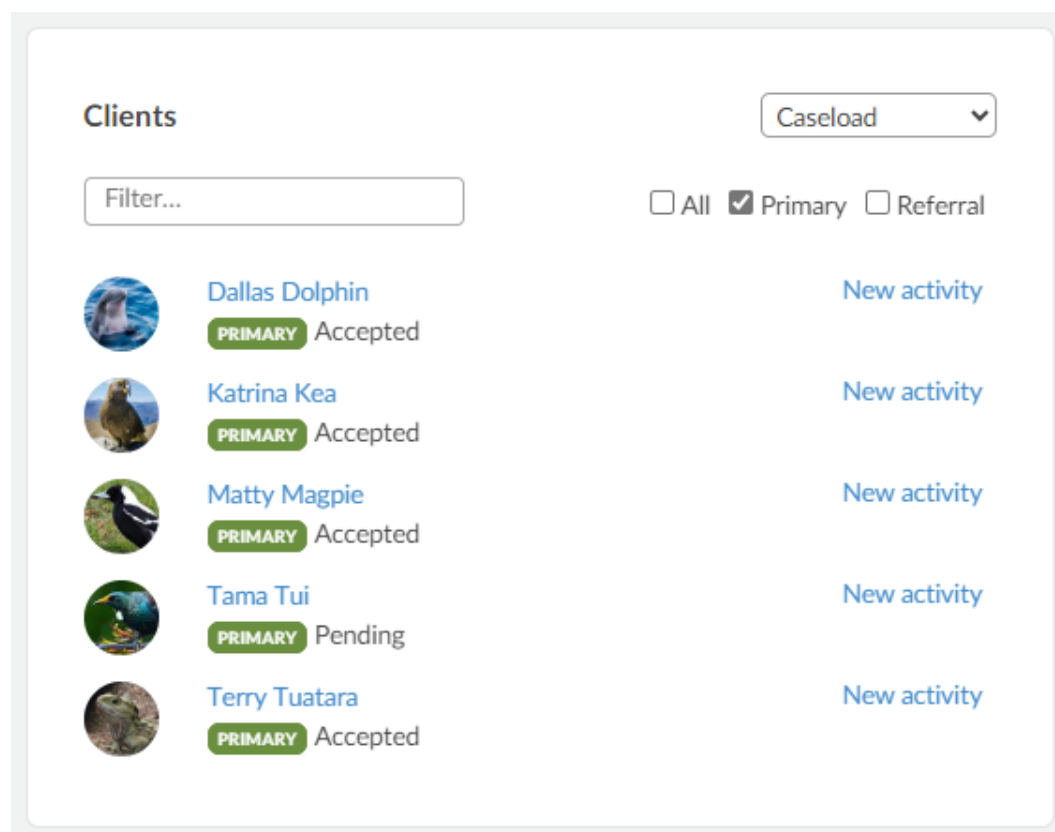 Clients
Caseload
Filter...
All Primary Referral
Dallas Dolphin
New activity
PRIMARY Accepted
Katrina Kea
New activity
PRIMARY Accepted
Matty Magpie
New activity
PRIMARY Accepted
Tama Tui
New activity
PRIMARY Pending
Terry Tuatara
New activity
PRIMARY Accepted